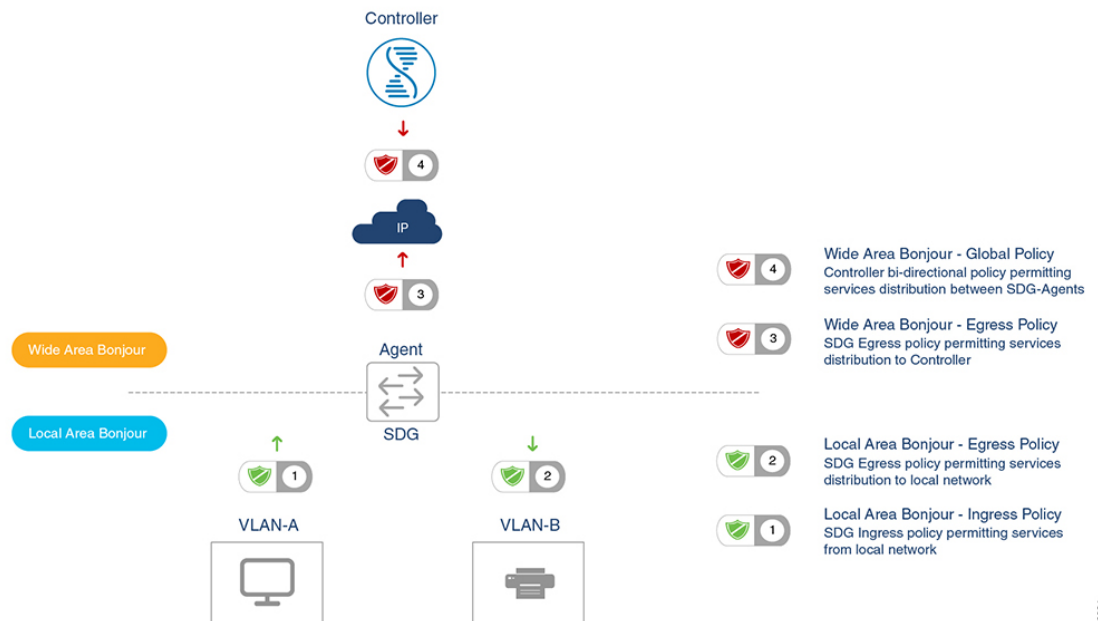 Controller
4
IP
3
Wide Area Bonjour
Agent
SDG
Local Area Bonjour
1
2
VLAN-A
VLAN-B
4
Wide Area Bonjour - Global Policy
Controller bi-directional policy permitting
services distribution between SDG-Agents
3
Wide Area Bonjour - Egress Policy
SDG Egress policy permitting services
distribution to Controller
2
Local Area Bonjour - Egress Policy
SDG Egress policy permitting services
distribution to local network
1
Local Area Bonjour - Ingress Policy
SDG Ingress policy permitting services
from local network